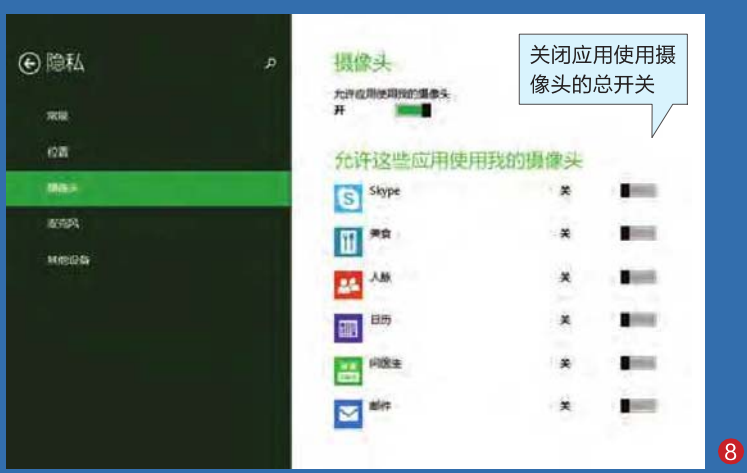 隐私
常规
位置
摄像头
麦克风
其他设备
摄像头
允许应用使用我的摄像头
开
允许这些应用使用我的摄像头
Skype 关
美食 关
人脉 关
日历 关
问医生 关
邮件 关
关闭应用使用摄
像头的总开关
8